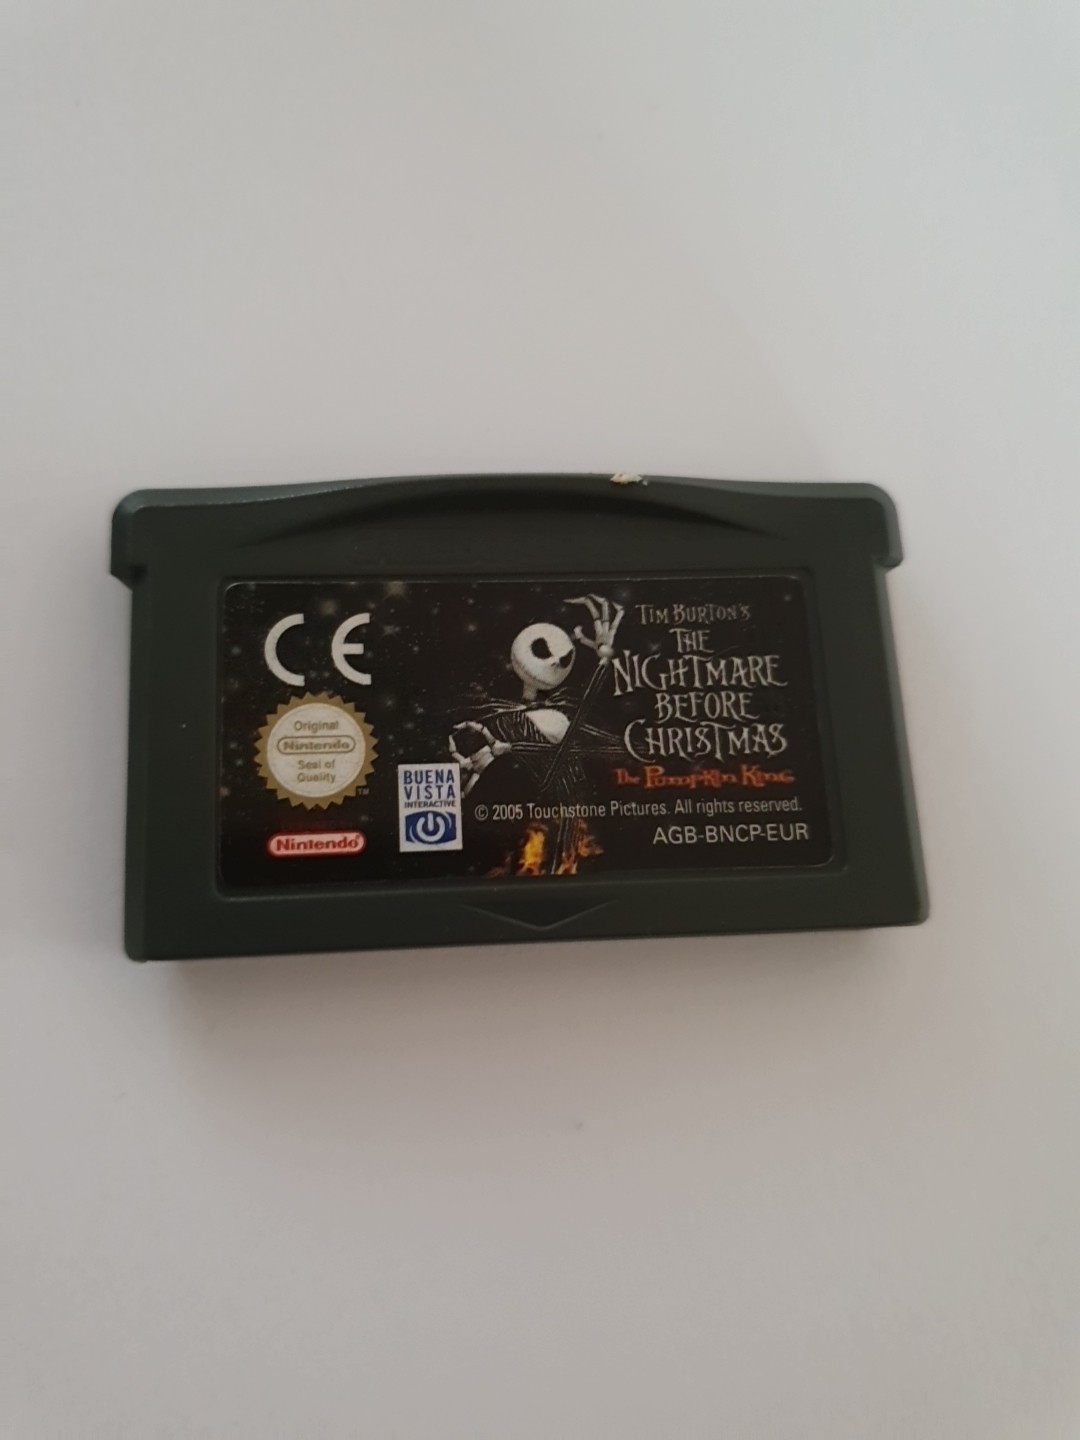 CE
Original
Nintendo
Seal of
Quality
TM
Nintendo
BUENA
VISTA
INTERACTIVE
TIM BURTON'S
THE
NIGHTMARE
BEFORE
CHRISTMAS
The Pumpkin King
© 2005 Touchstone Pictures. All rights reserved.
AGB-BNCP-EUR